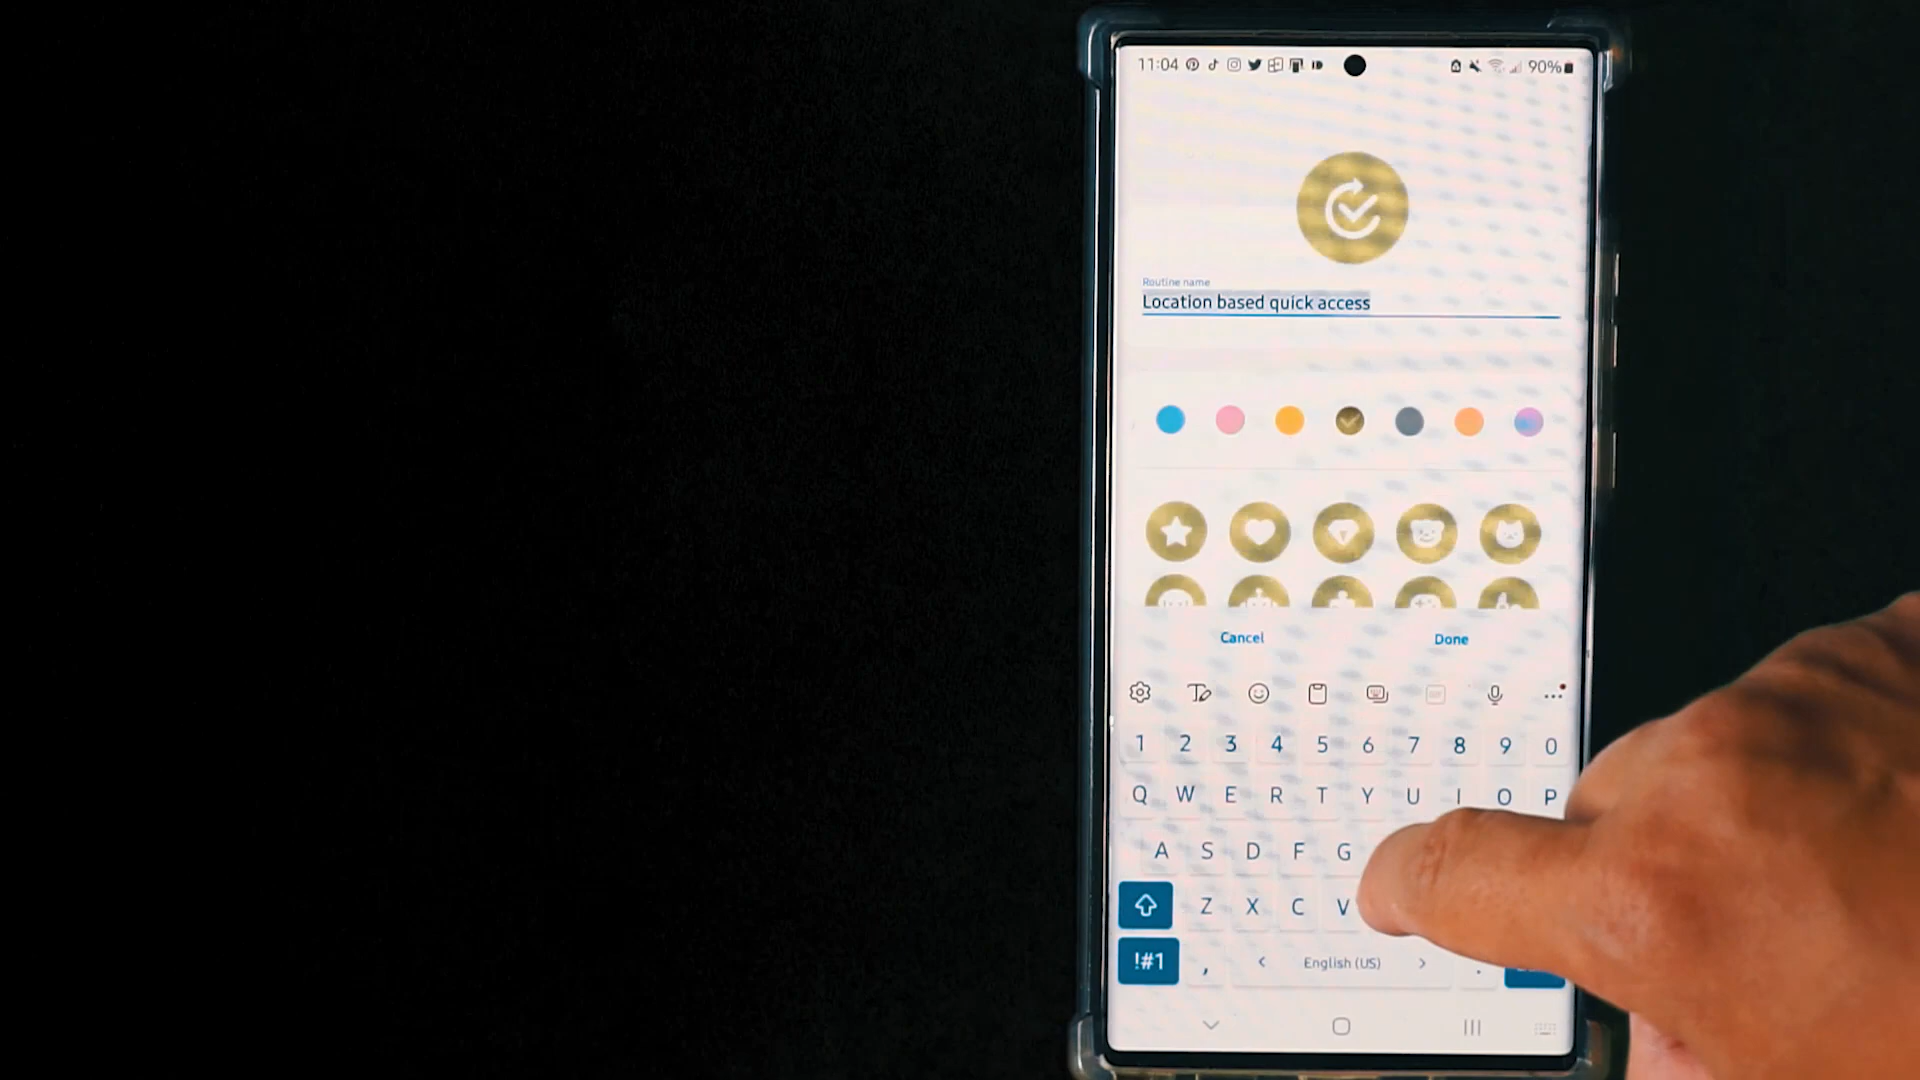 11:04 90%
Routine name
Location based quick access
Cancel Done
1 2 3 4 5 6 7 8 9 0
Q W E R T Y U I O P
A S D F G
Z X C V
!#1 , < English (US) > .